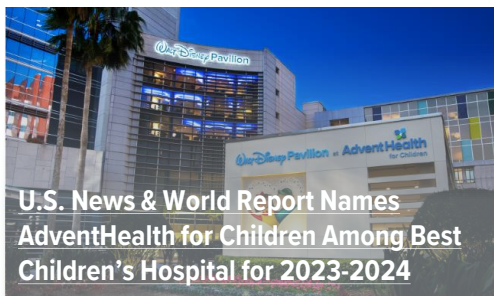 Walt Disney Pavilion
Walt Disney Pavilion at AdventHealth
for Children
U.S. News & World Report Names
AdventHealth for Children Among Best
Children’s Hospital for 2023-2024